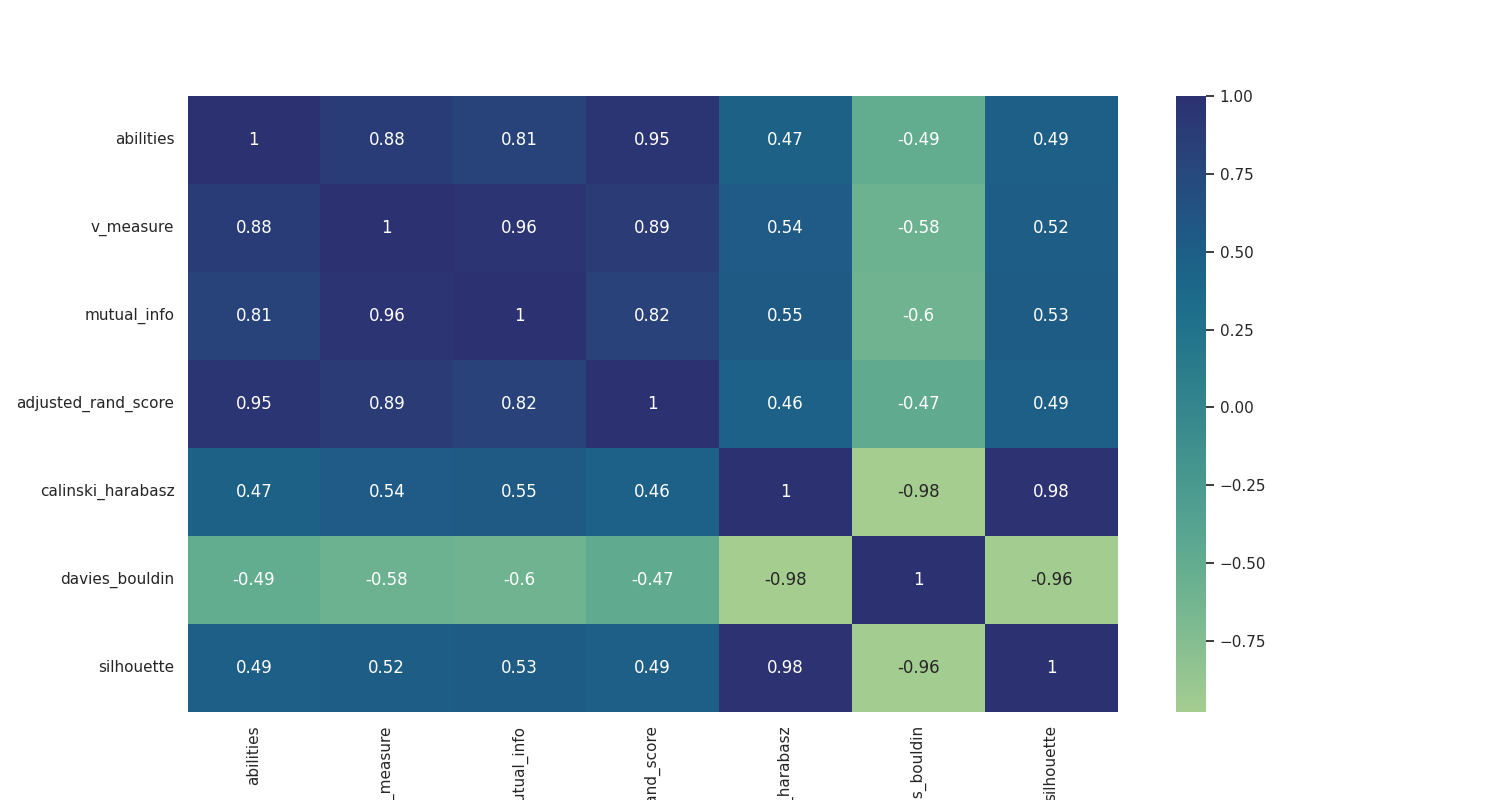 abilities 1 0.88 0.81 0.95 0.47 -0.49 0.49
v_measure 0.88 1 0.96 0.89 0.54 -0.58 0.52
mutual_info 0.81 0.96 1 0.82 0.55 -0.6 0.53
adjusted_rand_score 0.95 0.89 0.82 1 0.46 -0.47 0.49
calinski_harabasz 0.47 0.54 0.55 0.46 1 -0.98 0.98
davies_bouldin -0.49 -0.58 -0.6 -0.47 -0.98 1 -0.96
silhouette 0.49 0.52 0.53 0.49 0.98 -0.96 1
abilities
_measure
utual_info
and_score
_harabasz
s_bouldin
silhouette
1.00
0.75
0.50
0.25
0.00
−0.25
−0.50
−0.75